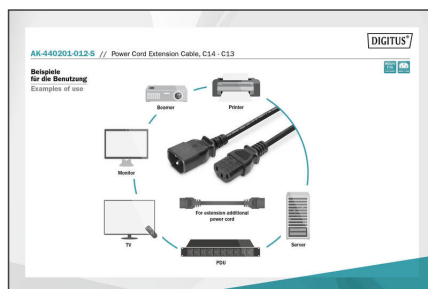 DIGITUS®
AK-440201-012-S // Power Cord Extension Cable, C14 - C13
Beispiele
für die Benutzung
Examples of use
Beamer
Printer
Monitor
For extension additional
power cord
Server
TV
PDU